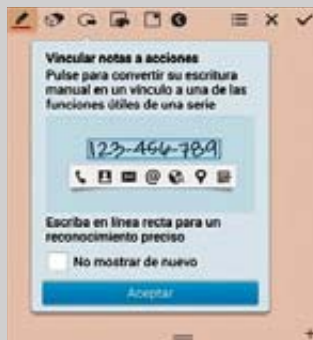 Vincular notas a acciones
Pulse para convertir su escritura
manual en un vínculo a una de las
funciones útiles de una serie
123-456-789
Escriba en línea recta para un
reconocimiento preciso
No mostrar de nuevo
Aceptar